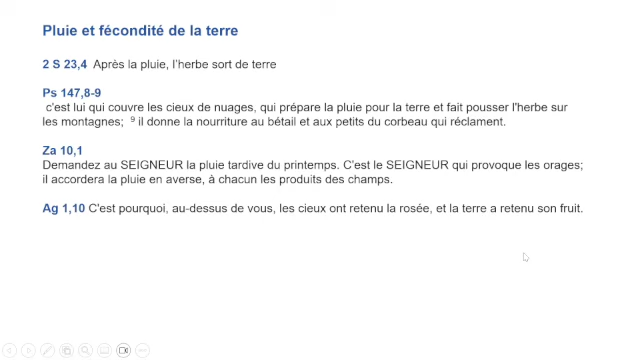 Pluie et fécondité de la terre
2 S 23,4 Après la pluie, l'herbe sort de terre
Ps 147,8-9
c'est lui qui couvre les cieux de nuages, qui prépare la pluie pour la terre et fait pousser l'herbe sur
les montagnes; 9 il donne la nourriture au bétail et aux petits du corbeau qui réclament.
Za 10,1
Demandez au SEIGNEUR la pluie tardive du printemps. C'est le SEIGNEUR qui provoque les orages;
il accordera la pluie en averse, à chacun les produits des champs.
Ag 1,10 C'est pourquoi, au-dessus de vous, les cieux ont retenu la rosée, et la terre a retenu son fruit.